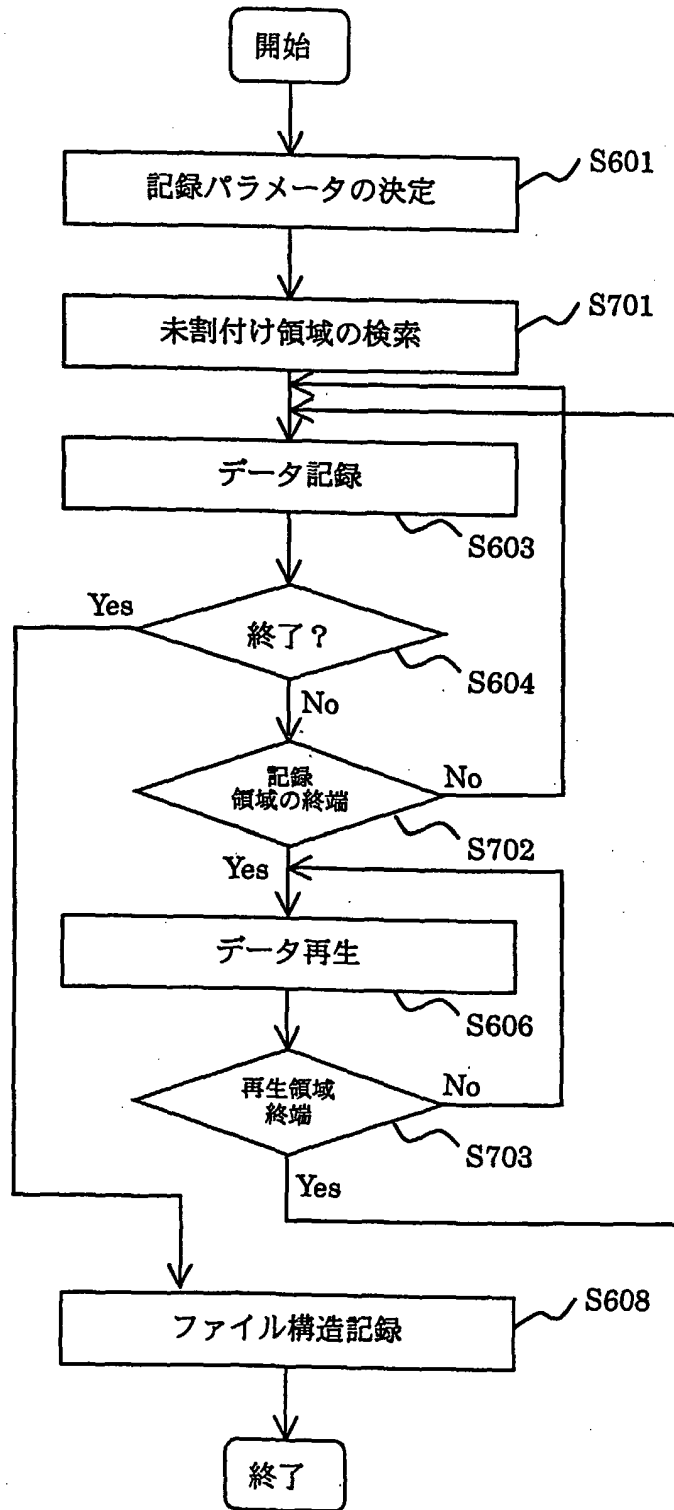 開始
記録パラメータの決定
S601
未割付け領域の検索
S701
データ記録
S603
Yes
終了？
S604
No
記録
領域の終端
No
S702
Yes
データ再生
S606
再生領域
終端
No
S703
Yes
ファイル構造記録
S608
終了